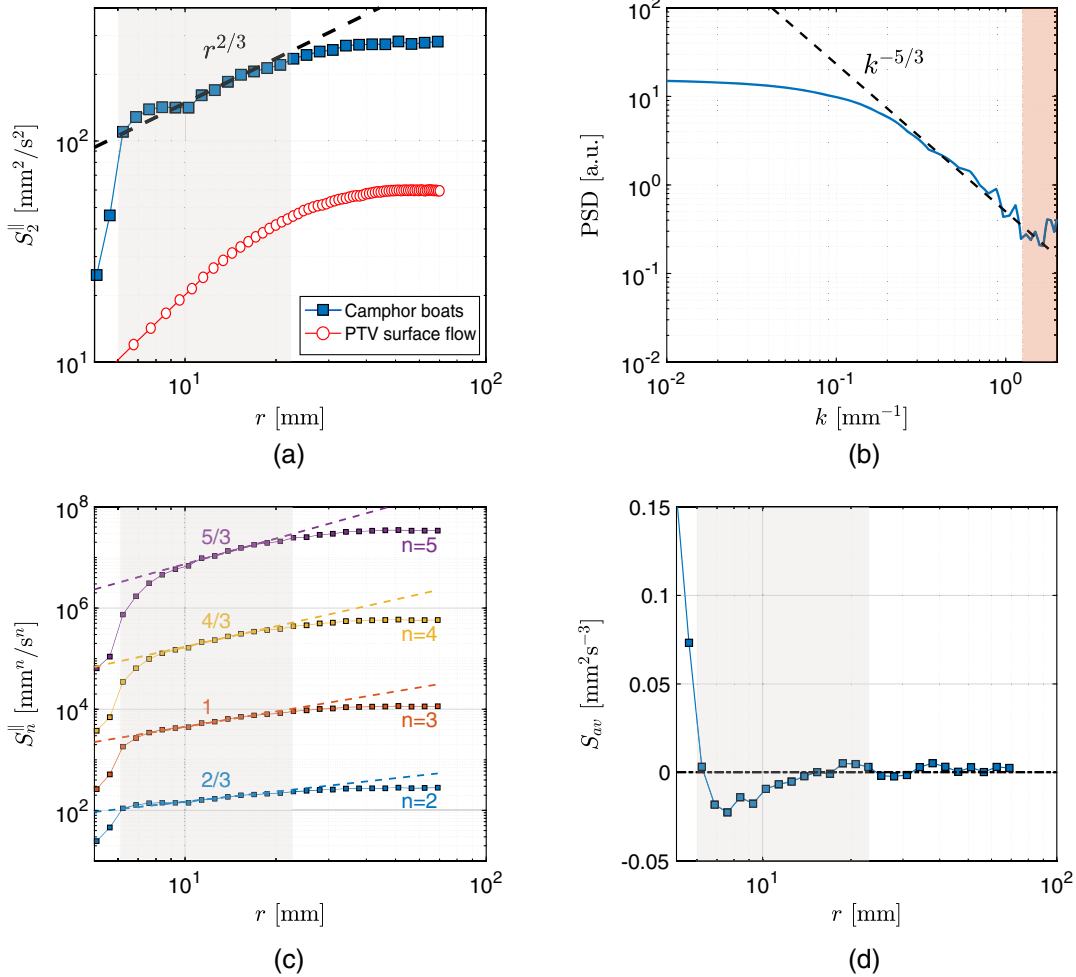 r^{2/3}
10^2
10^1
S_2^{||} [mm^2/s^2]
Camphor boats
PTV surface flow
10^1
10^2
r [mm]
(a)
10^2
10^1
10^0
10^{-1}
10^{-2}
PSD [a.u.]
k^{-5/3}
10^{-2}
10^{-1}
10^0
k [mm^{-1}]
(b)
10^8
10^6
10^4
10^2
S_n^{||} [mm^n/s^n]
5/3
n=5
4/3
n=4
1
n=3
2/3
n=2
10^1
10^2
r [mm]
(c)
0.15
0.1
0.05
0
-0.05
S_{av} [mm^2s^{-3}]
10^1
10^2
r [mm]
(d)